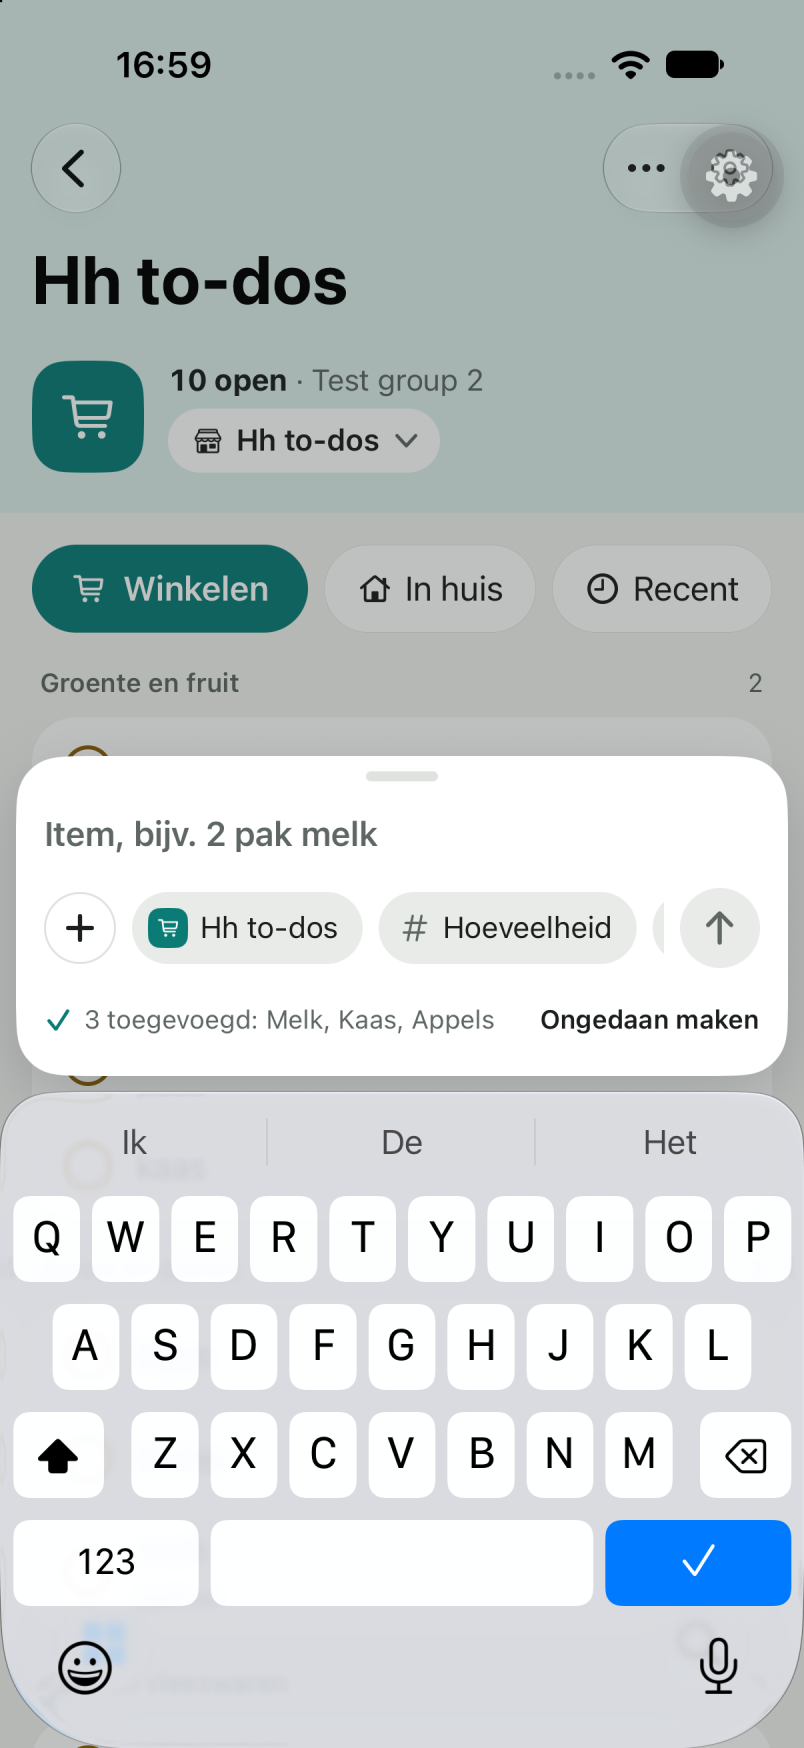 16:59
Hh to-dos
10 open · Test group 2
Hh to-dos
Winkelen
In huis
Recent
Groente en fruit
2
Item, bijv. 2 pak melk
Hh to-dos
# Hoeveelheid
3 toegevoegd: Melk, Kaas, Appels
Ongedaan maken
Ik
De
Het
Q W E R T Y U I O P
A S D F G H J K L
Z X C V B N M
123